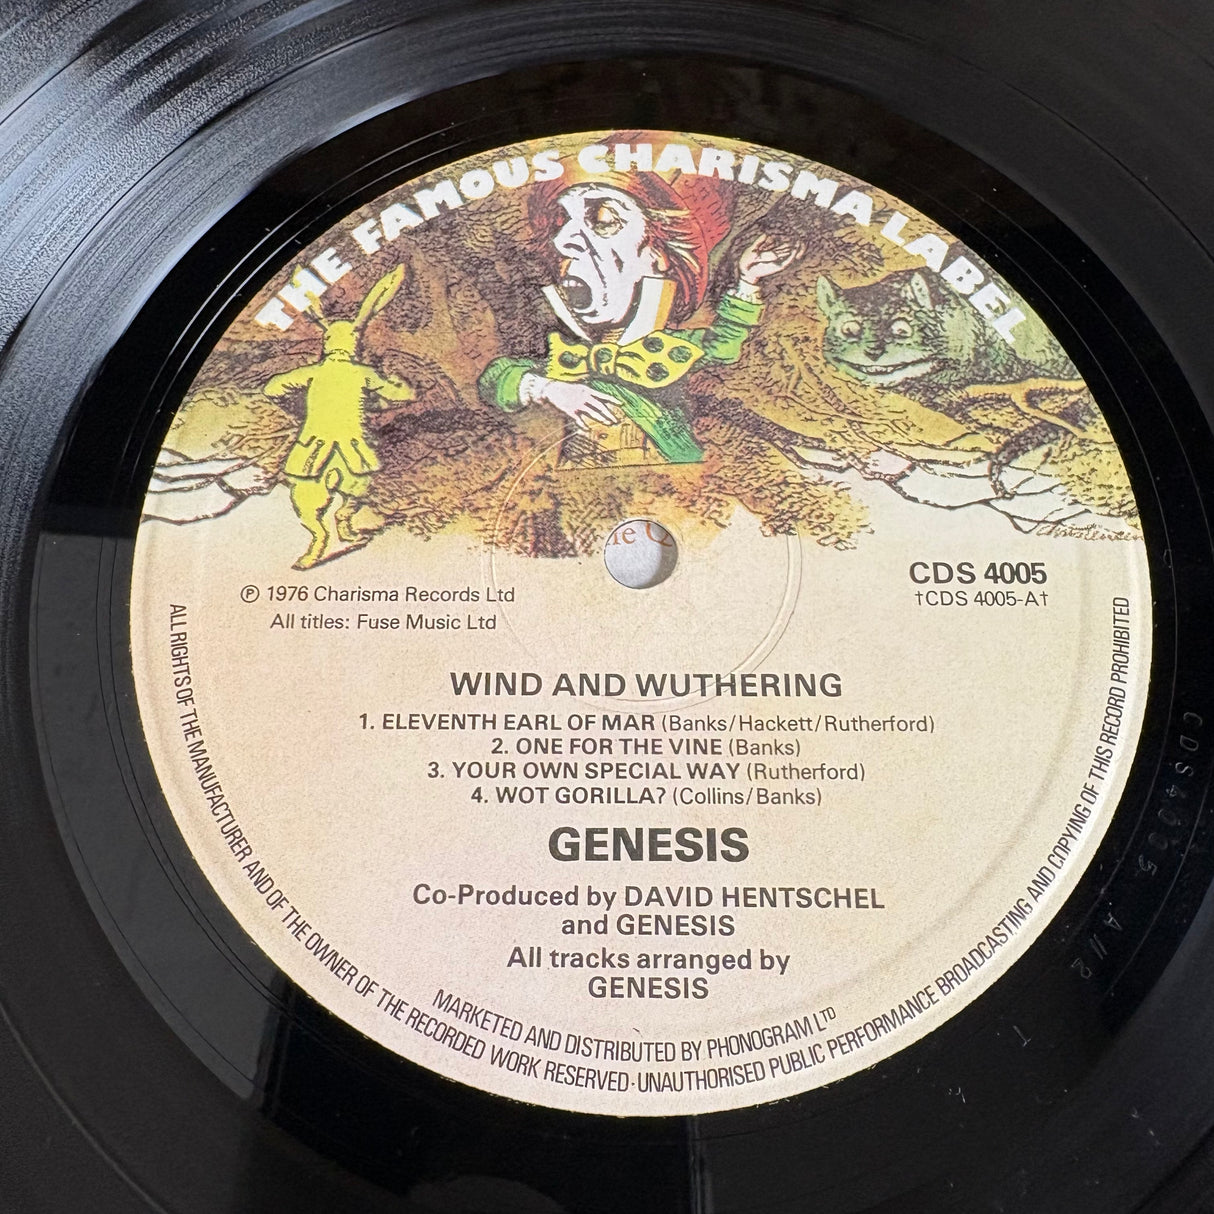 THE FAMOUS CHARISMA LABEL
℗ 1976 Charisma Records Ltd
All titles: Fuse Music Ltd
CDS 4005
†CDS 4005-A†
WIND AND WUTHERING
1. ELEVENTH EARL OF MAR (Banks/Hackett/Rutherford)
2. ONE FOR THE VINE (Banks)
3. YOUR OWN SPECIAL WAY (Rutherford)
4. WOT GORILLA? (Collins/Banks)
GENESIS
Co-Produced by DAVID HENTSCHEL
and GENESIS
All tracks arranged by
GENESIS
MARKETED AND DISTRIBUTED BY PHONOGRAM LTD
ALL RIGHTS OF THE MANUFACTURER AND OF THE OWNER OF THE RECORDED WORK RESERVED · UNAUTHORISED PUBLIC PERFORMANCE BROADCASTING AND COPYING OF THIS RECORD PROHIBITED
CDS4005 A//2